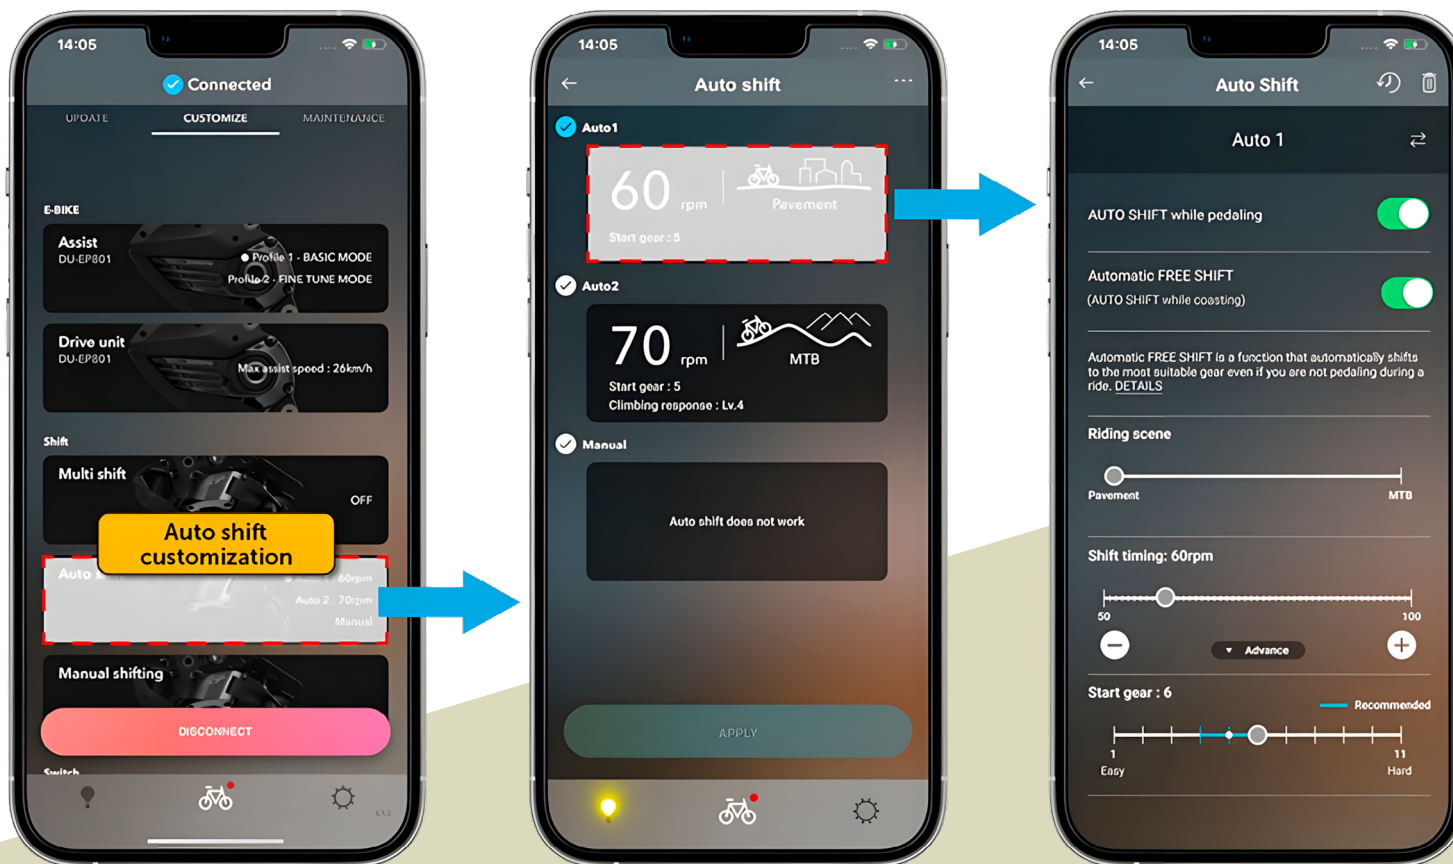 14:05
Connected
UPDATE
CUSTOMIZE
MAINTENANCE
E-BIKE
Assist
DU-EP801
Profile 1 - BASIC MODE
Profile 2 - FINE TUNE MODE
Drive unit
DU-EP801
Max assist speed : 26km/h
Shift
Multi shift
OFF
Auto shift
customization
Auto
Auto 2 : 70rpm
Manual
Manual shifting
DISCONNECT
Switch
14:05
Auto shift
Auto1
60 rpm
Pavement
Start gear : 5
Auto2
70 rpm
MTB
Start gear : 5
Climbing response : Lv.4
Manual
Auto shift does not work
APPLY
14:05
Auto Shift
Auto 1
AUTO SHIFT while pedaling
Automatic FREE SHIFT
(AUTO SHIFT while coasting)
Automatic FREE SHIFT is a function that automatically shifts
to the most suitable gear even if you are not pedaling during a
ride. DETAILS
Riding scene
Pavement
MTB
Shift timing: 60rpm
50
100
Advance
Start gear : 6
Recommended
1
11
Easy
Hard